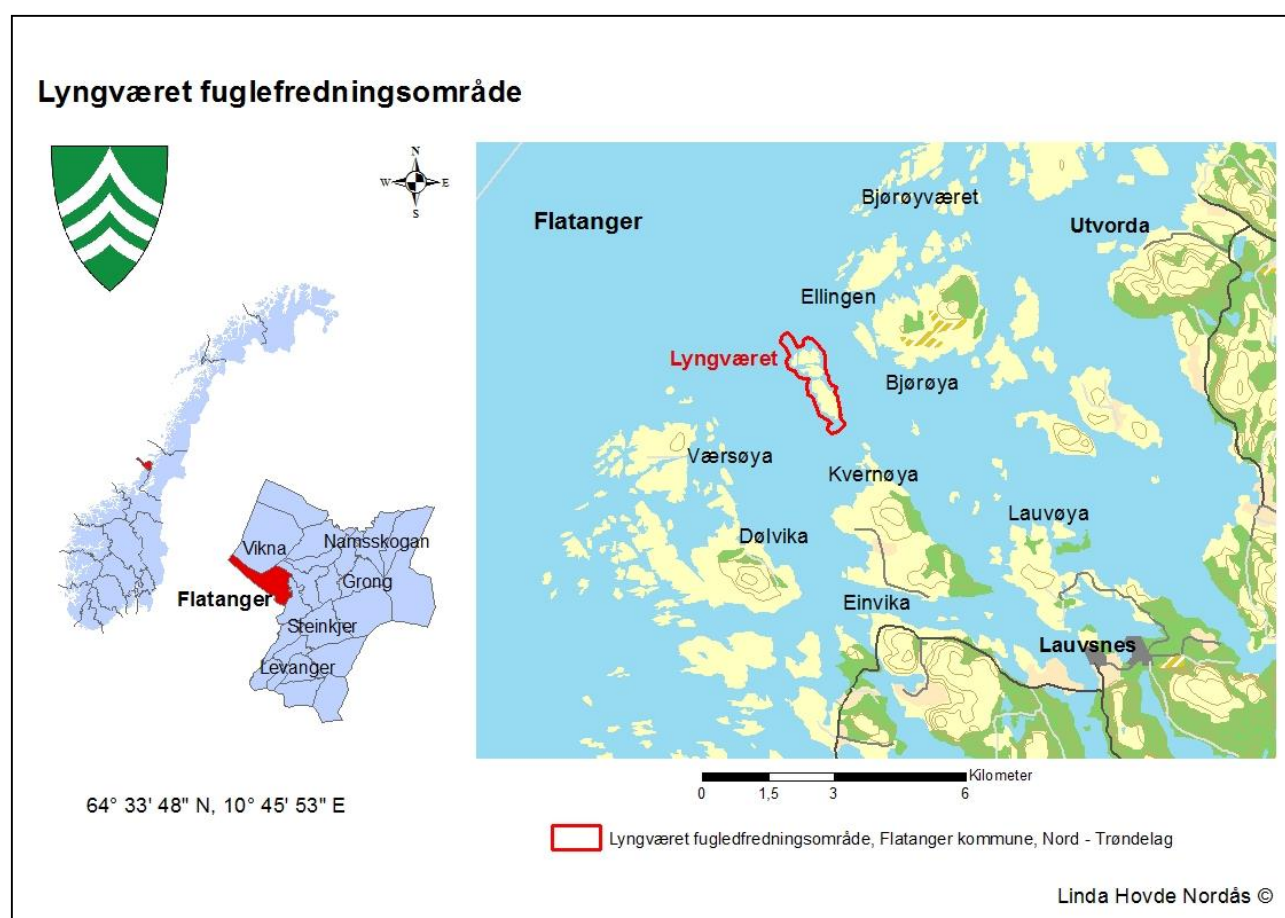 Lyngværet fuglefredningsområde
N
W E
S
Flatanger
Bjørøyværet
Utvorda
Ellingen
Lyngværet
Bjørøya
Værsøya
Kvernøya
Lauvøya
Dølvika
Einvika
Lauvsnes
Vikna
Namsskogan
Grong
Flatanger
Steinkjer
Levanger
64° 33' 48" N, 10° 45' 53" E
Kilometer
0 1,5 3 6
Lyngværet fugledfredningsområde, Flatanger kommune, Nord - Trøndelag
Linda Hovde Nordås ©